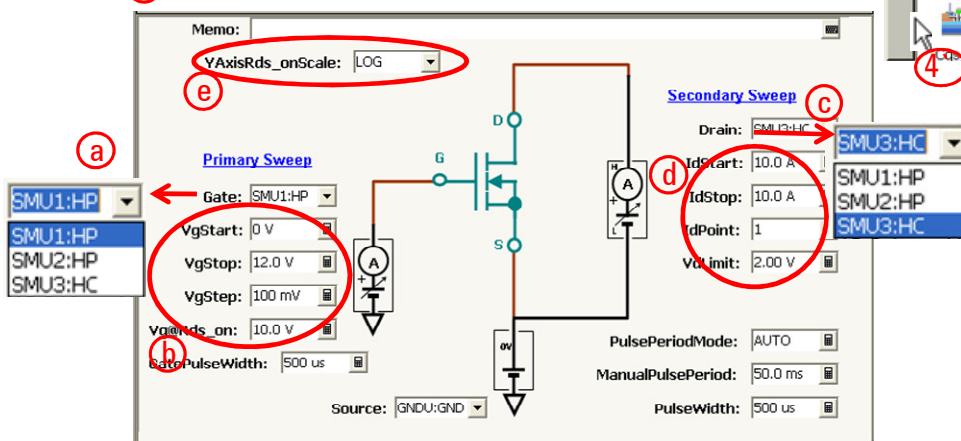 Memo:
YAxisRds_onScale: LOG
e
4
Secondary Sweep
c
Drain: SMU3:HC
SMU3:HC
SMU1:HP
SMU2:HP
SMU3:HC
d
IdStart: 10.0 A
IdStop: 10.0 A
IdPoint: 1
VdLimit: 2.00 V
a
Primary Sweep
SMU1:HP
SMU1:HP
SMU2:HP
SMU3:HC
Gate: SMU1:HP
VgStart: 0 V
VgStop: 12.0 V
VgStep: 100 mV
Vg@Rds_on: 10.0 V
b
GatePulseWidth: 500 us
D
G
S
A
+
H
A
+
L
0V
Source: GNDU:GND
PulsePeriodMode: AUTO
ManualPulsePeriod: 50.0 ms
PulseWidth: 500 us